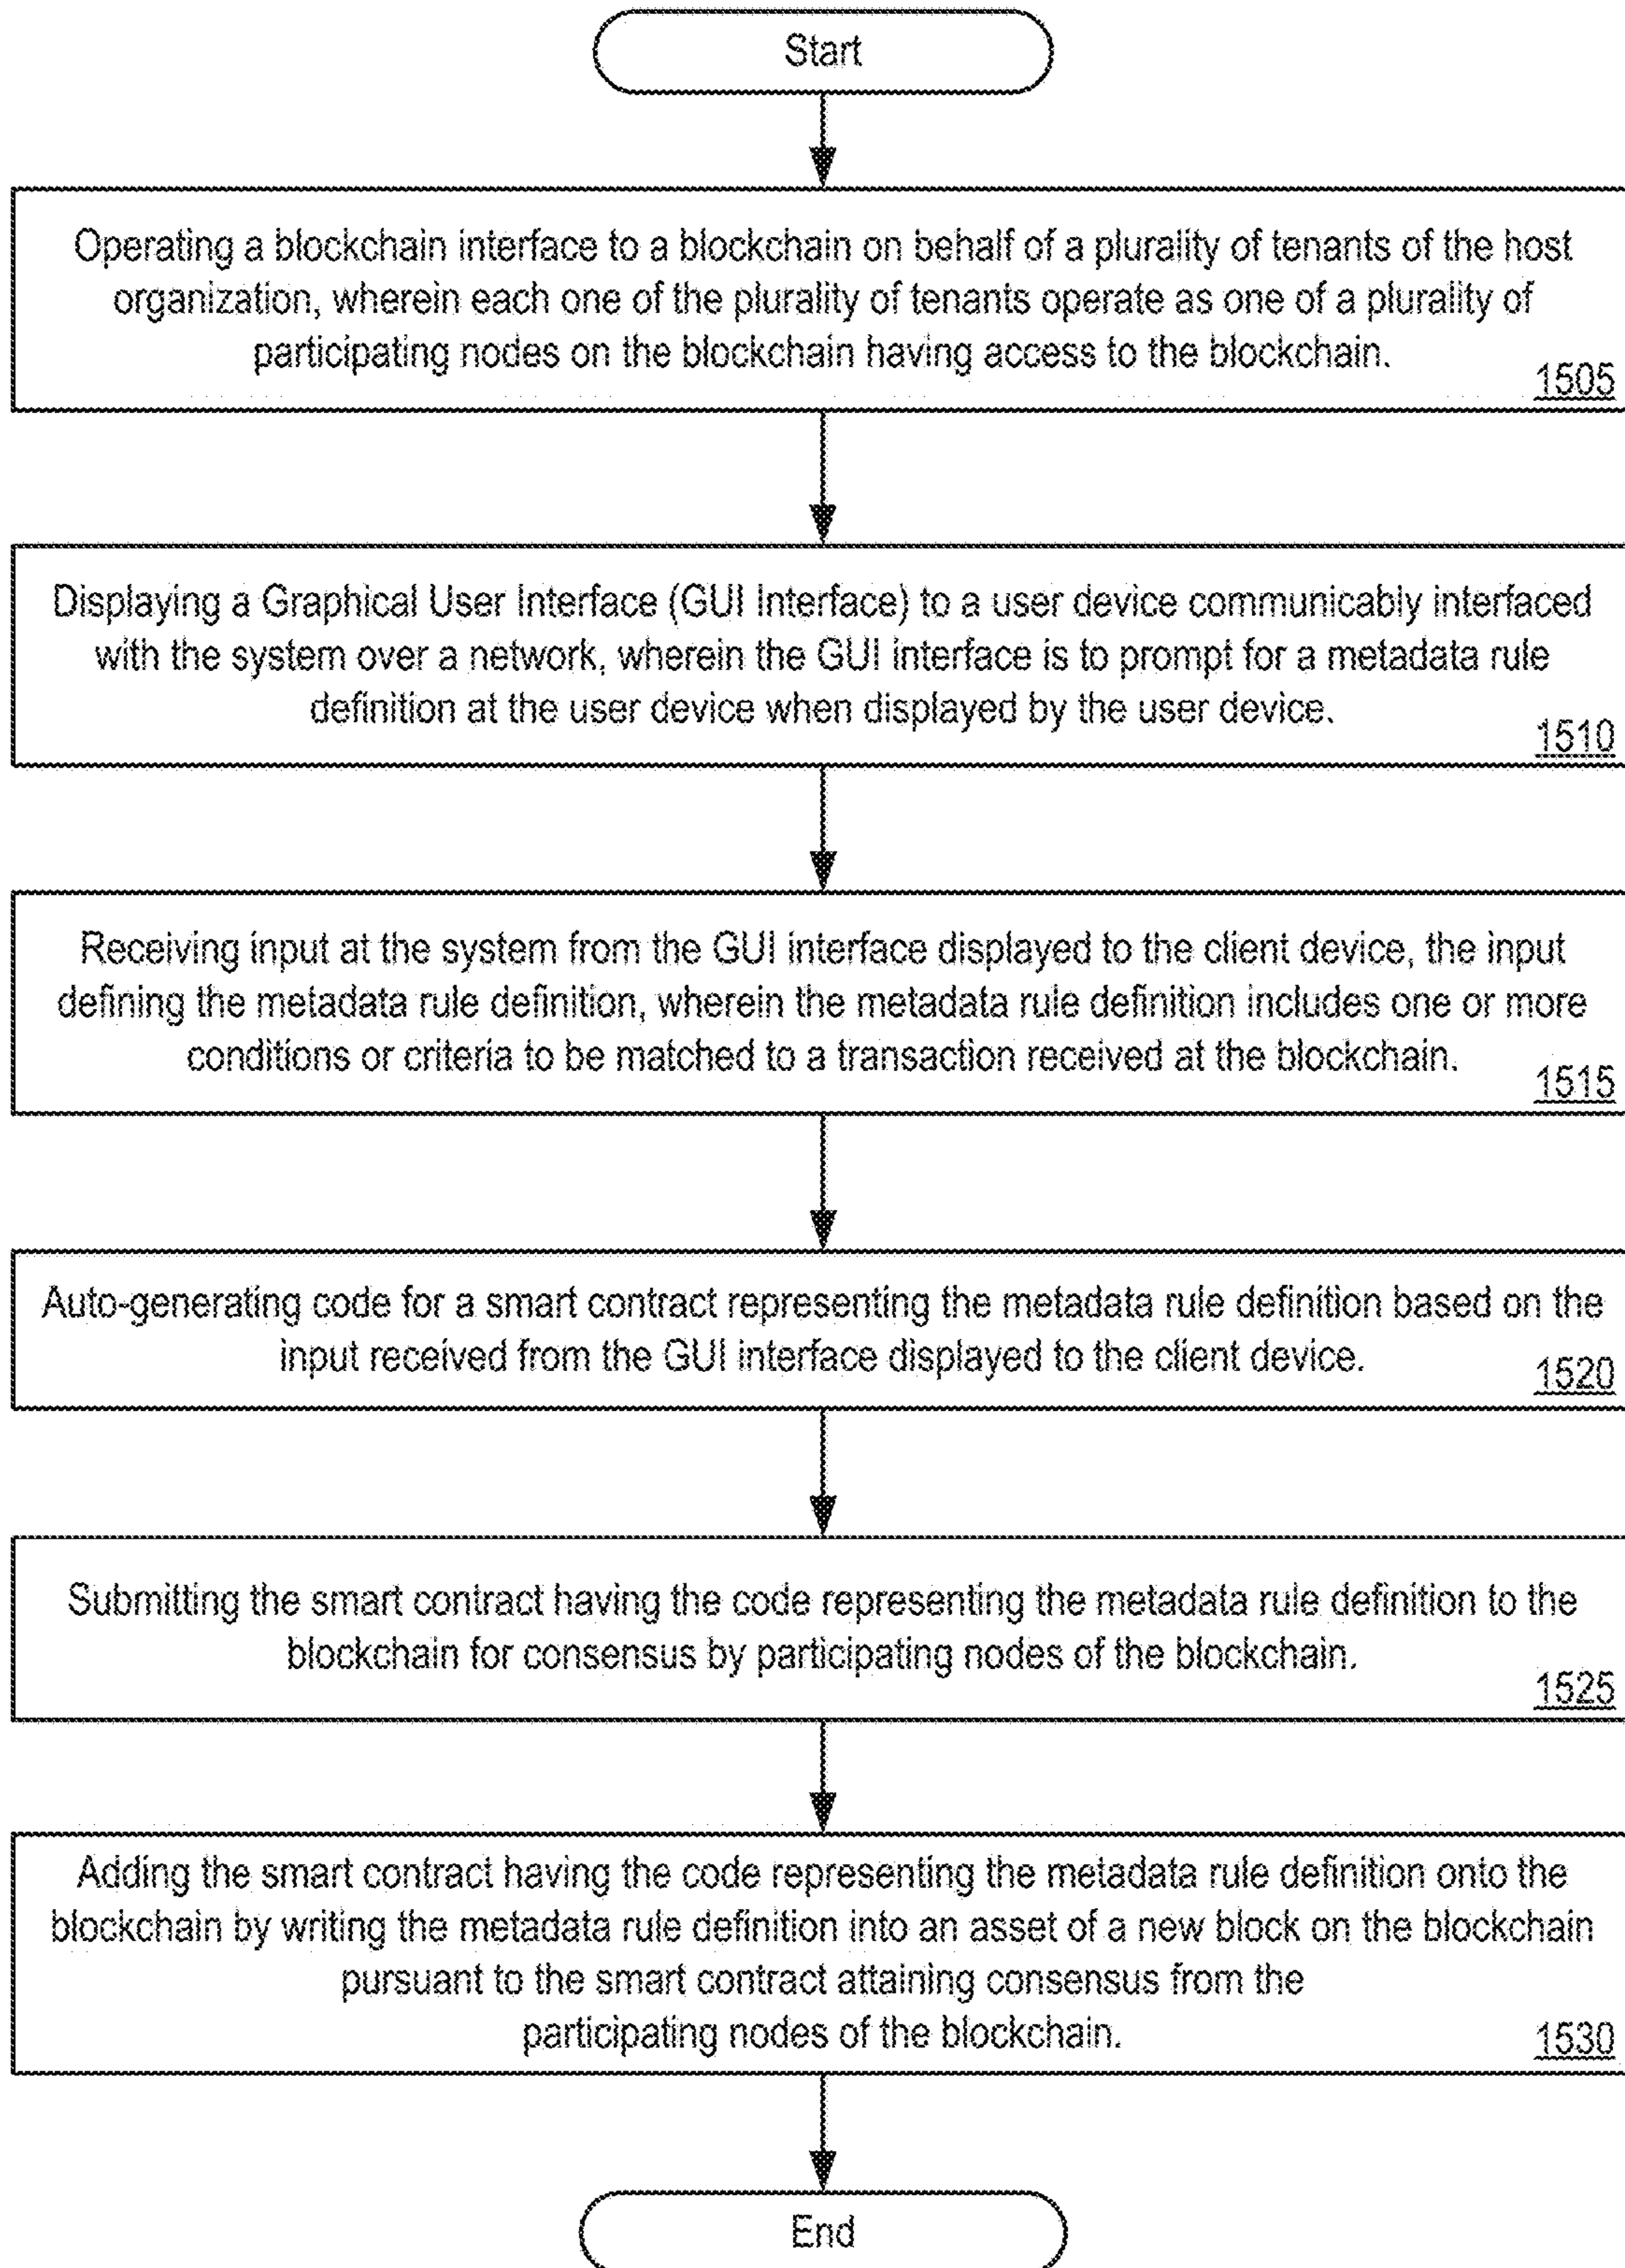 Start
Operating a blockchain interface to a blockchain on behalf of a plurality of tenants of the host
organization, wherein each one of the plurality of tenants operate as one of a plurality of
participating nodes on the blockchain having access to the blockchain.
1505
Displaying a Graphical User Interface (GUI Interface) to a user device communicably interfaced
with the system over a network, wherein the GUI interface is to prompt for a metadata rule
definition at the user device when displayed by the user device.
1510
Receiving input at the system from the GUI interface displayed to the client device, the input
defining the metadata rule definition, wherein the metadata rule definition includes one or more
conditions or criteria to be matched to a transaction received at the blockchain.
1515
Auto-generating code for a smart contract representing the metadata rule definition based on the
input received from the GUI interface displayed to the client device.
1520
Submitting the smart contract having the code representing the metadata rule definition to the
blockchain for consensus by participating nodes of the blockchain.
1525
Adding the smart contract having the code representing the metadata rule definition onto the
blockchain by writing the metadata rule definition into an asset of a new block on the blockchain
pursuant to the smart contract attaining consensus from the
participating nodes of the blockchain.
1530
End